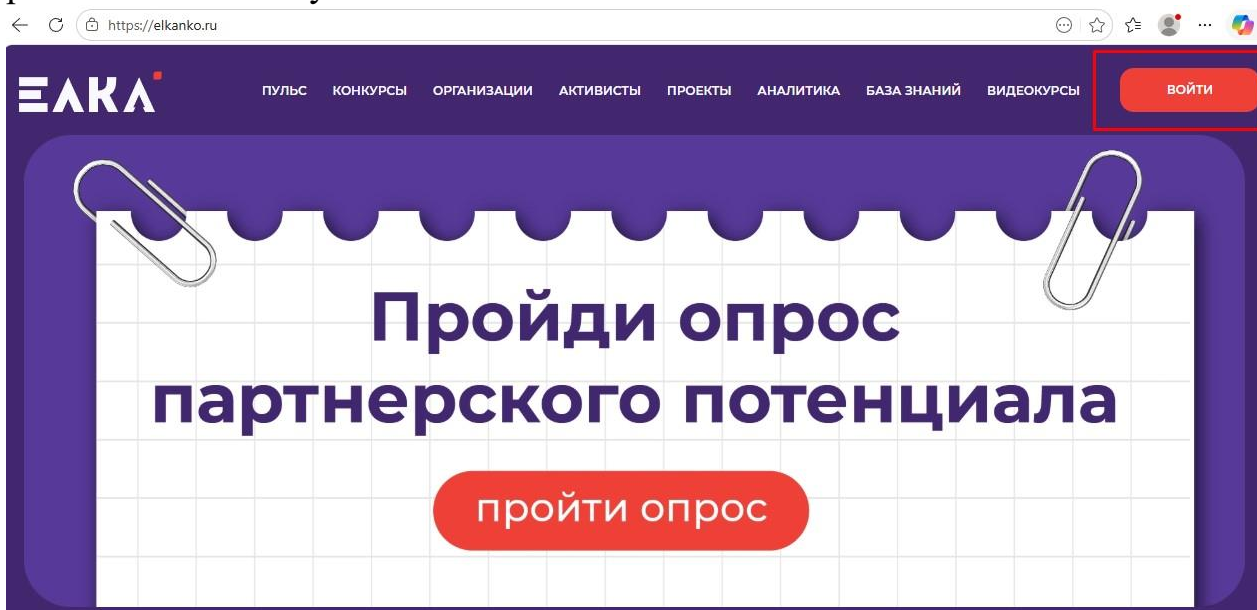 https://elkanko.ru
ЕЛКА
ПУЛЬС КОНКУРСЫ ОРГАНИЗАЦИИ АКТИВИСТЫ ПРОЕКТЫ АНАЛИТИКА БАЗА ЗНАНИЙ ВИДЕОКУРСЫ ВОЙТИ
Пройди опрос
партнерского потенциала
пройти опрос